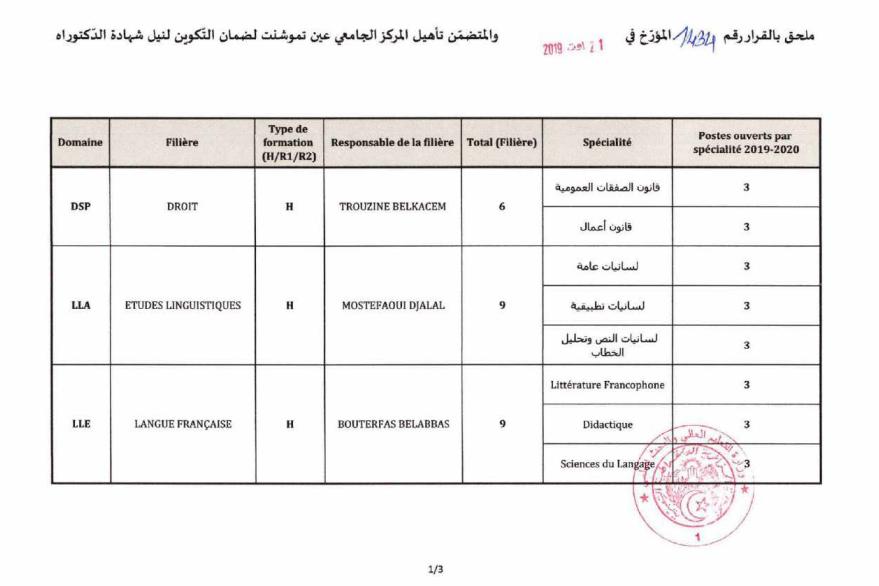 ملحق بالقرار رقم 1434 المؤرّخ في 21 اوت 2019 والمتضمّن تأهيل المركز الجامعي عين تموشنت لضمان التّكوين لنيل شهادة الدّكتوراه
Domaine Filière Type de formation (H/R1/R2) Responsable de la filière Total (Filière) Spécialité Postes ouverts par spécialité 2019-2020
DSP DROIT H TROUZINE BELKACEM 6 قانون الصفقات العمومية 3
قانون أعمال 3
LLA ETUDES LINGUISTIQUES H MOSTEFAOUI DJALAL 9 لسانيات عامة 3
لسانيات تطبيقية 3
لسانيات النص وتحليل الخطاب 3
LLE LANGUE FRANÇAISE H BOUTERFAS BELABBAS 9 Littérature Francophone 3
Didactique 3
Sciences du Langage 3
1
1/3